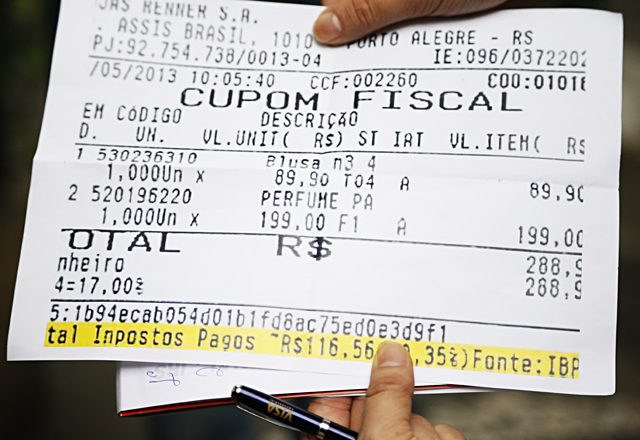 JAS RENNER S.A.
. ASSIS BRASIL, 1010 PORTO ALEGRE - RS
PJ:92.754.738/0013-04 IE:096/0372202
/05/2013 10:05:40 CCF:002260 COO:01018
CUPOM FISCAL
EM CÓDIGO DESCRIÇÃO
D. UN. VL.UNIT( R$) ST IAT VL.ITEM( R$
1 530236310 Blusa m3 4
1,000Un X 89,90 T04 A 89,90
2 520196220 PERFUME PA
1,000Un X 199,00 F1 A 199,00
OTAL R$ 288,9
nheiro 288,9
4=17,00%
5:1b94ecab054d01b1fd8ac75ed0e3d9f1
tal Impostos Pagos R$116,56 ,35%)Fonte:IBP
VISA